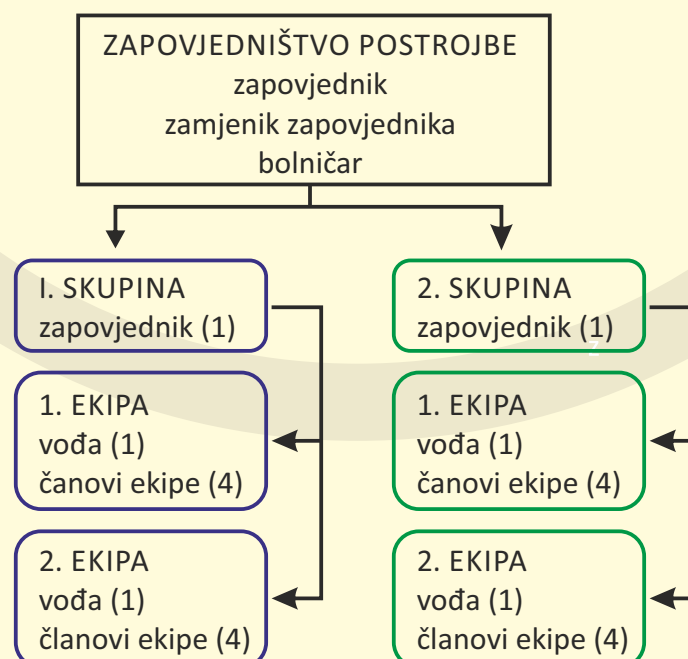 ZAPOVJEDNIŠTVO POSTROJBE
zapovjednik
zamjenik zapovjednika
bolničar
I. SKUPINA
zapovjednik (1)
1. EKIPA
vođa (1)
čanovi ekipe (4)
2. EKIPA
vođa (1)
članovi ekipe (4)
2. SKUPINA
zapovjednik (1)
z
1. EKIPA
vođa (1)
čanovi ekipe (4)
2. EKIPA
vođa (1)
članovi ekipe (4)